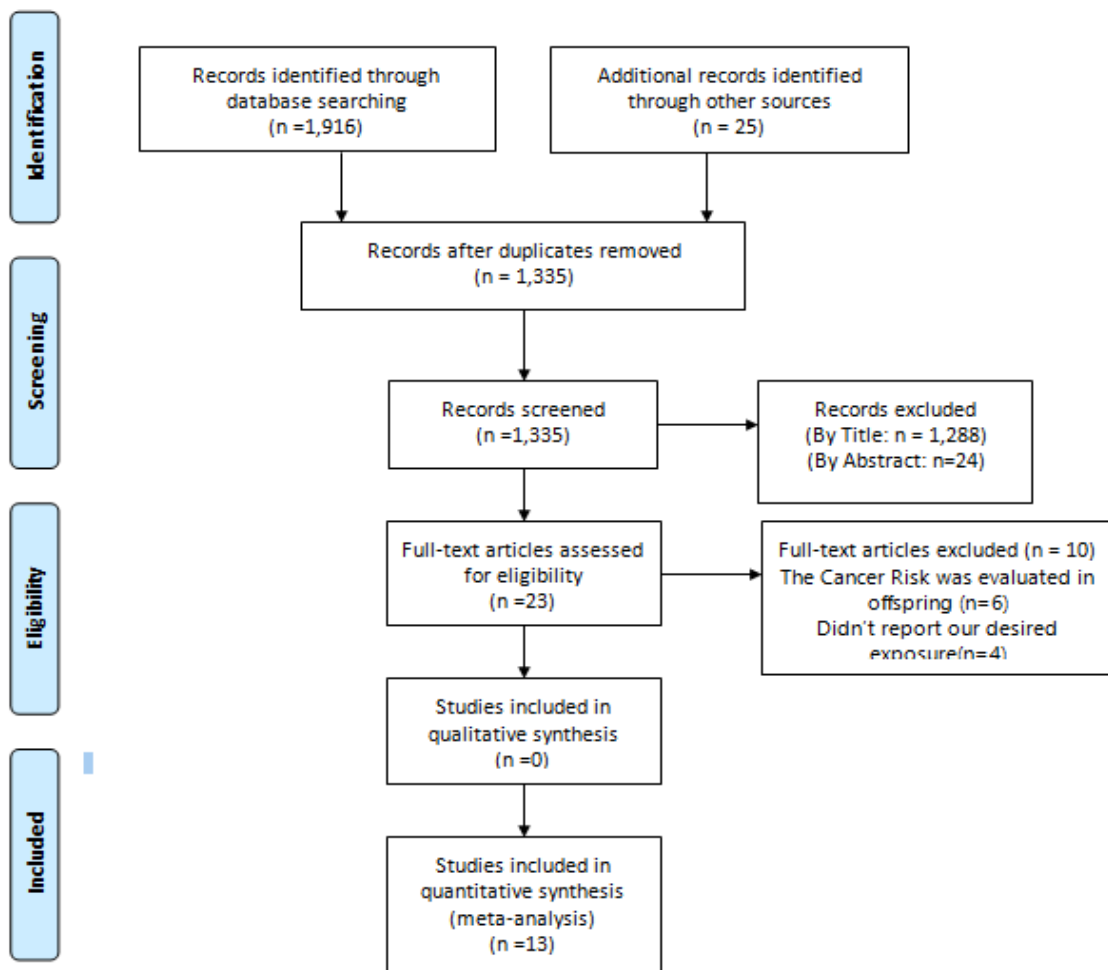 Identification
Records identified through
database searching
(n =1,916)
Additional records identified
through other sources
(n = 25)
Records after duplicates removed
(n = 1,335)
Screening
Records screened
(n =1,335)
Records excluded
(By Title: n = 1,288)
(By Abstract: n=24)
Eligibility
Full-text articles assessed
for eligibility
(n =23)
Full-text articles excluded (n = 10)
The Cancer Risk was evaluated in
offspring (n=6)
Didn't report our desired
exposure(n=4)
Studies included in
qualitative synthesis
(n =0)
Included
Studies included in
quantitative synthesis
(meta-analysis)
(n =13)